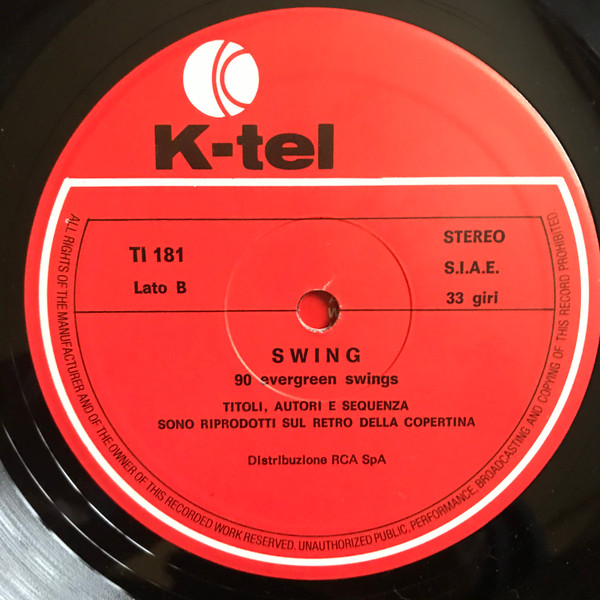 K-tel
TI 181
Lato B
STEREO
S.I.A.E.
33 giri
SWING
90 evergreen swings
TITOLI, AUTORI E SEQUENZA
SONO RIPRODOTTI SUL RETRO DELLA COPERTINA
Distribuzione RCA SpA
ALL RIGHTS OF THE MANUFACTURER AND OF THE OWNER OF THIS RECORDED WORK RESERVED. UNAUTHORIZED PUBLIC, PERFORMANCE, BROADCASTING AND COPYING OF THIS RECORD PROHIBITED.